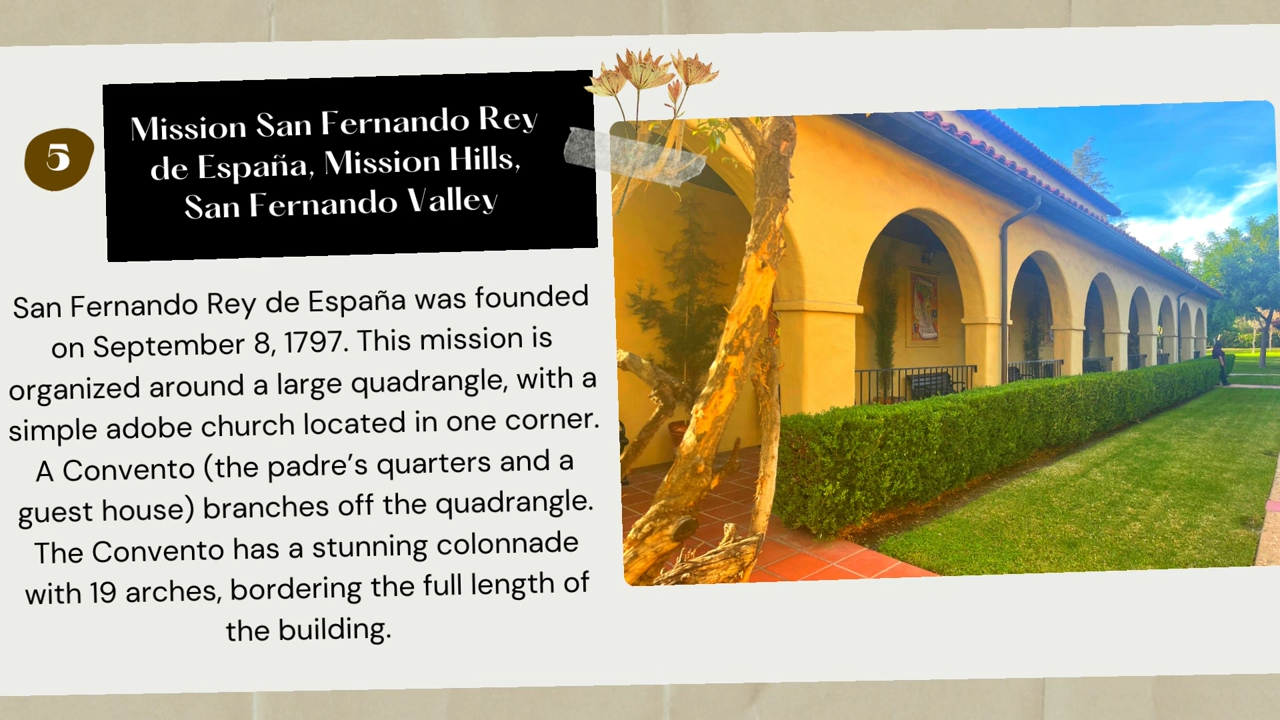 5
Mission San Fernando Rey
de España, Mission Hills,
San Fernando Valley
San Fernando Rey de España was founded
on September 8, 1797. This mission is
organized around a large quadrangle, with a
simple adobe church located in one corner.
A Convento (the padre’s quarters and a
guest house) branches off the quadrangle.
The Convento has a stunning colonnade
with 19 arches, bordering the full length of
the building.